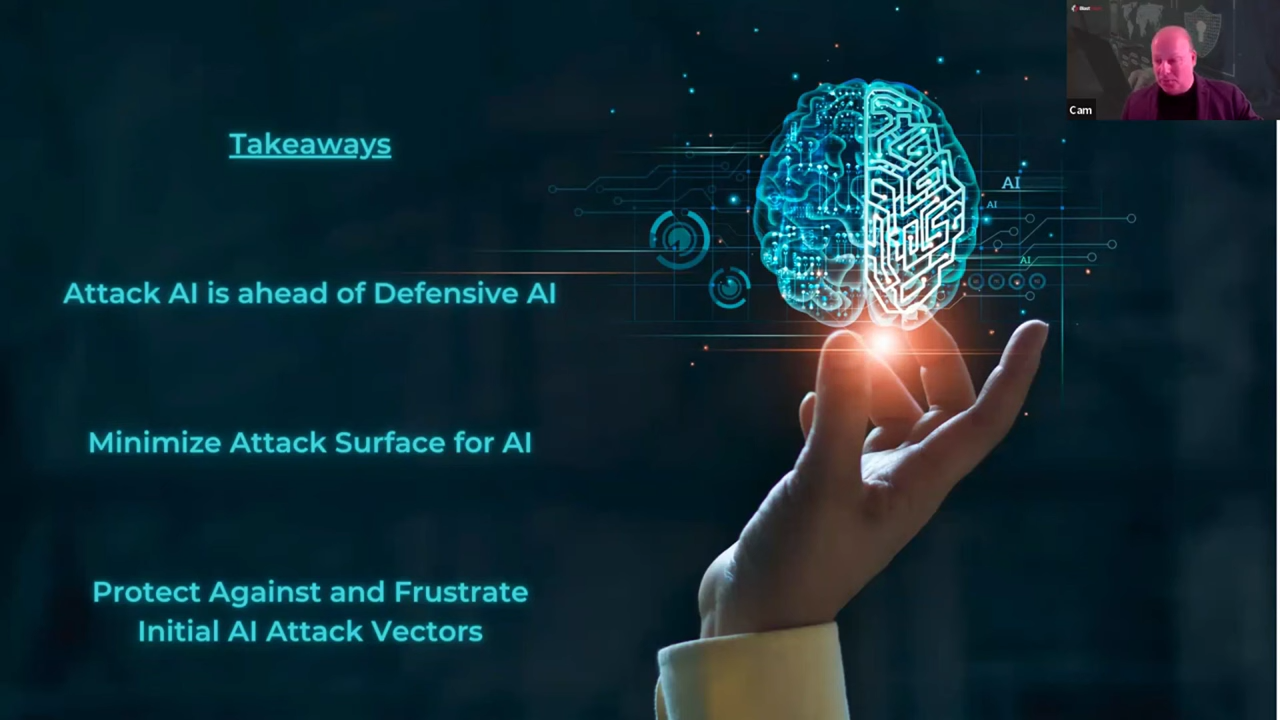 Takeaways
Attack AI is ahead of Defensive AI
Minimize Attack Surface for AI
Protect Against and Frustrate
Initial AI Attack Vectors
AI
AI
AI
Cam